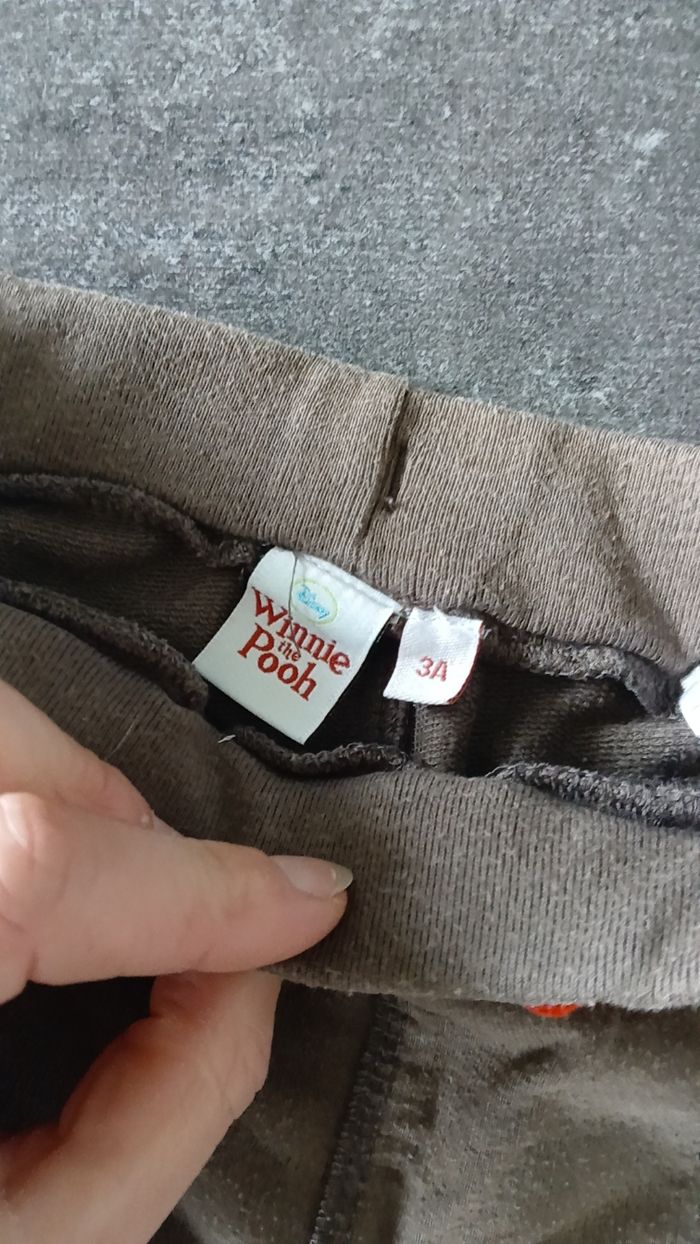 Disney
Winnie
the
Pooh
3A